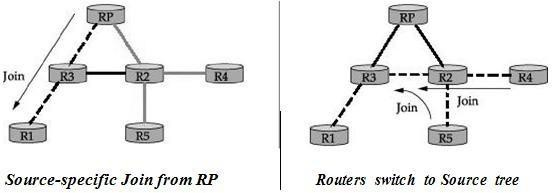 RP
R3
R2
R4
Join
R1
R5
Source-specific Join from RP
RP
R3
R2
R4
Join
Join
R1
R5
Routers switch to Source tree